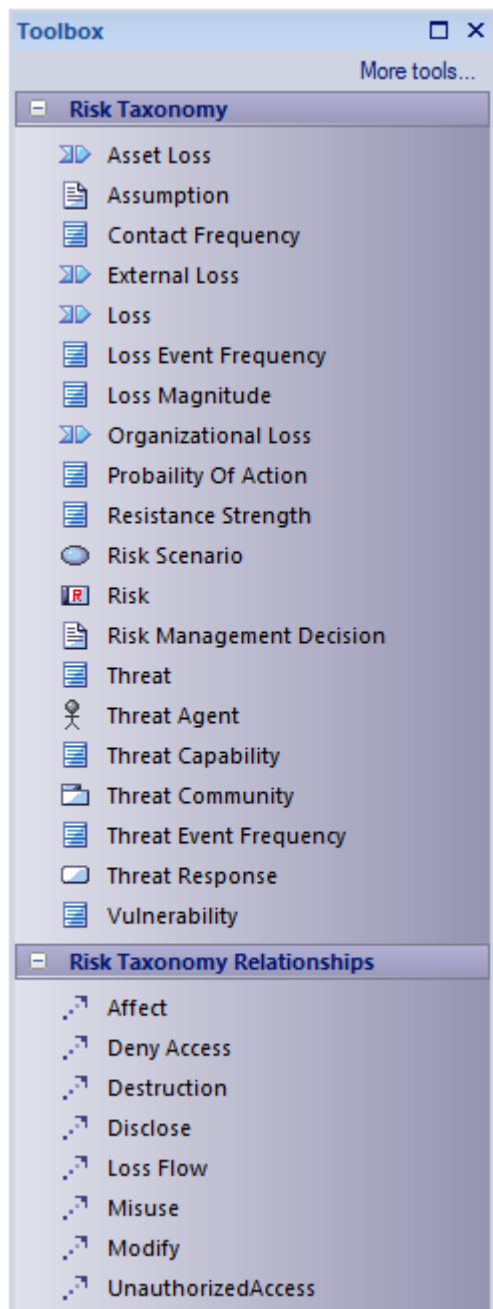 Toolbox
More tools...
Risk Taxonomy
Asset Loss
Assumption
Contact Frequency
External Loss
Loss
Loss Event Frequency
Loss Magnitude
Organizational Loss
Probaility Of Action
Resistance Strength
Risk Scenario
R Risk
Risk Management Decision
Threat
Threat Agent
Threat Capability
Threat Community
Threat Event Frequency
Threat Response
Vulnerability
Risk Taxonomy Relationships
Affect
Deny Access
Destruction
Disclose
Loss Flow
Misuse
Modify
UnauthorizedAccess